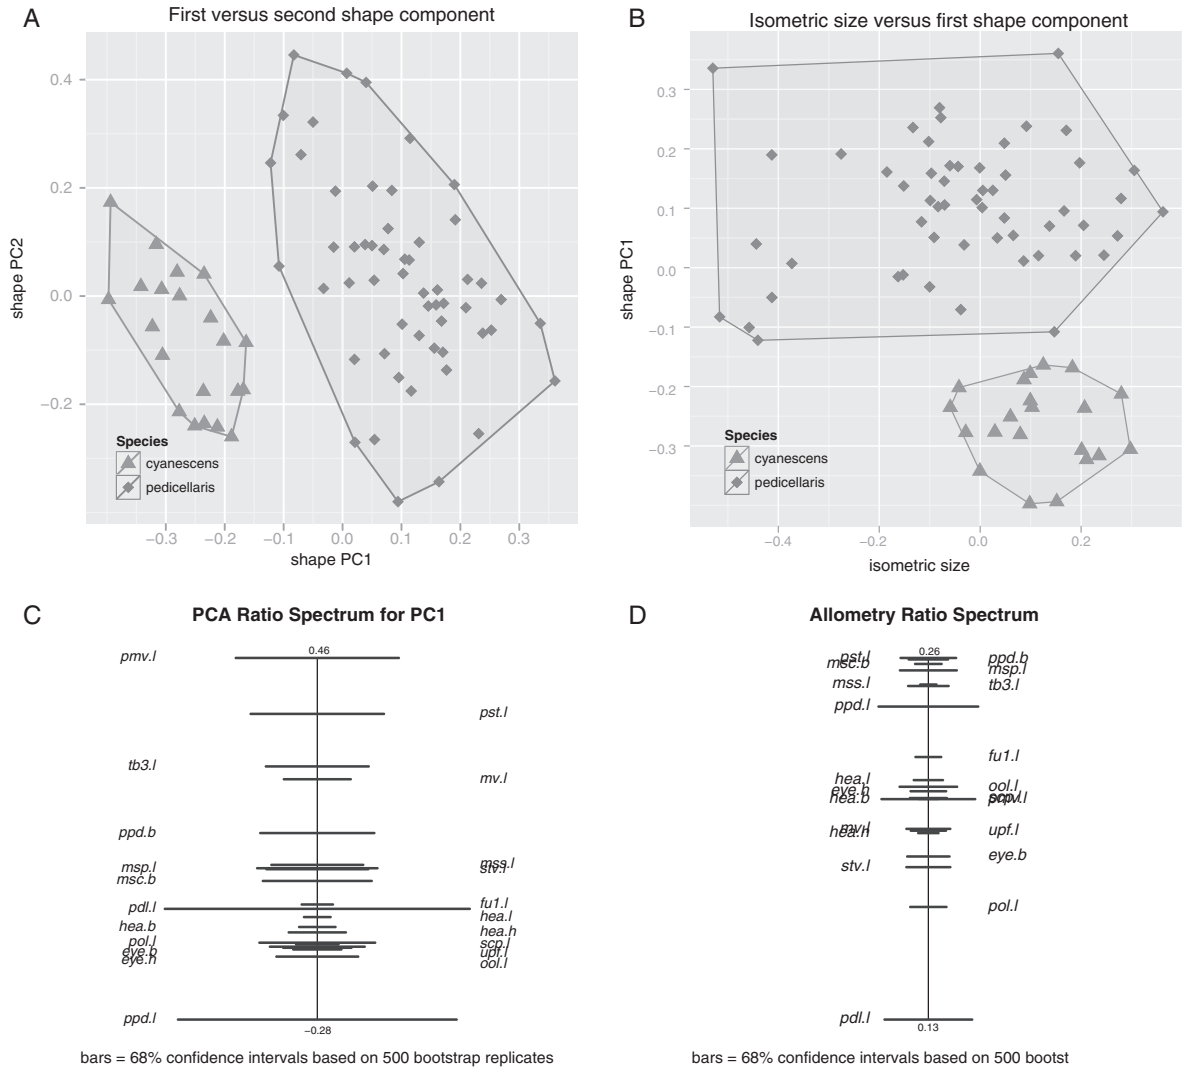 A
First versus second shape component
0.4
0.2
0.0
−0.2
shape PC2
Species
cyanescens
pedicellaris
−0.3 −0.2 −0.1 0.0 0.1 0.2 0.3
shape PC1
B
Isometric size versus first shape component
0.3
0.2
0.1
0.0
−0.1
−0.2
−0.3
shape PC1
Species
cyanescens
pedicellaris
−0.4 −0.2 0.0 0.2
isometric size
C
PCA Ratio Spectrum for PC1
0.46
pmv.l
pst.l
tb3.l
mv.l
ppd.b
mss.l
msp.l
stv.l
msc.b
fu1.l
pdl.l
hea.l
hea.b
hea.h
pol.l
scp.l
eye.b
upf.l
eye.h
ool.l
ppd.l
−0.28
bars = 68% confidence intervals based on 500 bootstrap replicates
D
Allometry Ratio Spectrum
0.26
pst.l
ppd.b
msc.b
msp.l
mss.l
tb3.l
ppd.l
fu1.l
hea.l
ool.l
eye.h
scp.l
hea.b
pmv.l
mv.l
upf.l
hea.h
eye.b
stv.l
pol.l
pdl.l
0.13
bars = 68% confidence intervals based on 500 bootst